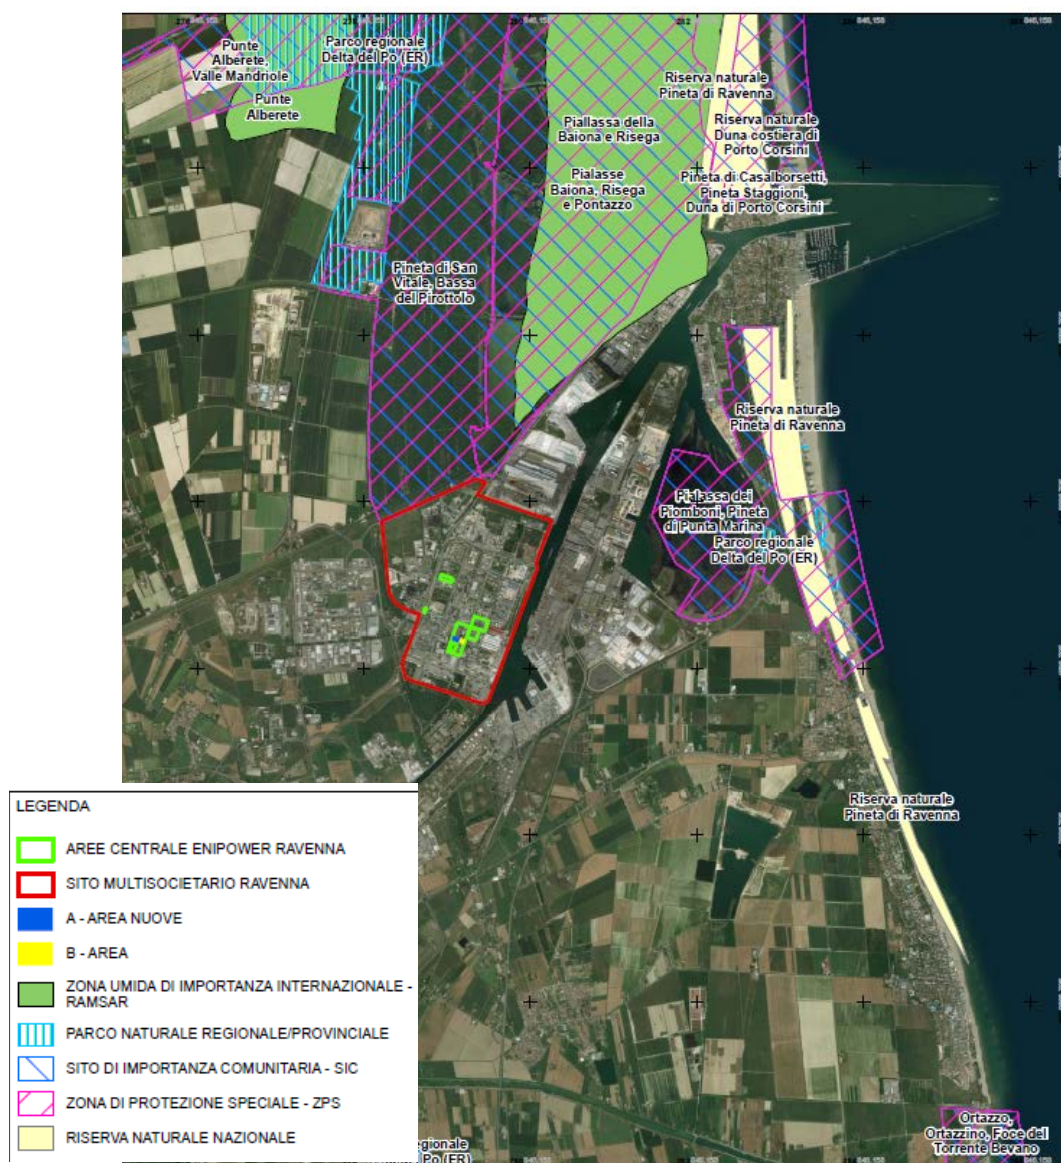 Punte
Alberete,
Valle Mandriole
Punte
Alberete
Parco regionale
Delta del Po (ER)
Riserva naturale
Pineta di Ravenna
Piallassa della
Baiona e Risega
Riserva naturale
Duna costiera di
Porto Corsini
Pialasse
Baiona, Risega
e Pontazzo
Pineta di Casalborsetti,
Pineta Staggioni,
Duna di Porto Corsini
Pineta di San
Vitale, Bassa
del Pirottolo
Riserva naturale
Pineta di Ravenna
Pialassa dei
Piomboni, Pineta
di Punta Marina
Parco regionale
Delta del Po (ER)
Riserva naturale
Pineta di Ravenna
Ortazzo,
Ortazzino, Foce del
Torrente Bevano
LEGENDA
AREE CENTRALE ENIPOWER RAVENNA
SITO MULTISOCIETARIO RAVENNA
A - AREA NUOVE
B - AREA
ZONA UMIDA DI IMPORTANZA INTERNAZIONALE -
RAMSAR
PARCO NATURALE REGIONALE/PROVINCIALE
SITO DI IMPORTANZA COMUNITARIA - SIC
ZONA DI PROTEZIONE SPECIALE - ZPS
RISERVA NATURALE NAZIONALE
egionale
Po (ER)